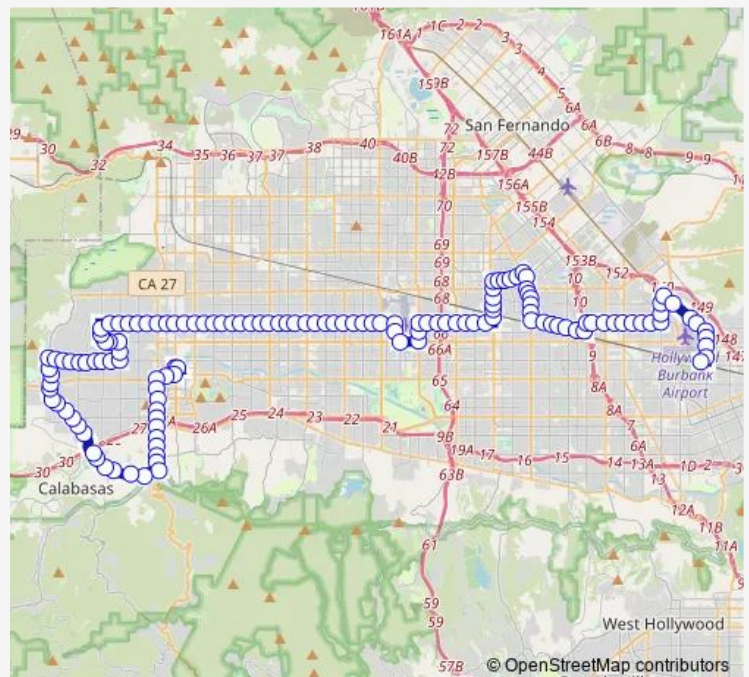 161A
1C
2
2
3
3
4
5
6A
6A
6B
8
8
9
9
159B
72
San Fernando
29
30
32
34
35
36
37
37
38
40
40B
72
42B
157B
44B
156A
155B
154
70
69
69
68
68
153B
152
10
10
149
148
CA 27
66
66A
65
64
9
8A
8A
7
6A
Hollywood
Burbank
Airport
27
26A
25
24
23
22
21
9B
19A
17
16
15
14
13A
1D
2
13
12A
11B
11A
30
30
Calabasas
63B
61
59
59
57B
West Hollywood
© OpenStreetMap contributors